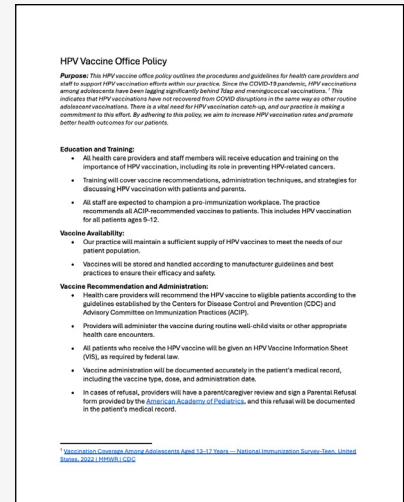 HPV Vaccine Office Policy
Purpose: This HPV vaccine office policy outlines the procedures and guidelines for health care providers and
staff to support HPV vaccination efforts within our practice. Since the COVID-19 pandemic, HPV vaccinations
among adolescents have been lagging significantly behind Tdap and meningococcal vaccinations.¹ This
indicates that HPV vaccinations have not recovered from COVID disruptions in the same way as other routine
adolescent vaccinations. There is a vital need for HPV vaccination catch-up, and our practice is making a
commitment to this effort. By adhering to this policy, we aim to increase HPV vaccination rates and promote
better health outcomes for our patients.
Education and Training:
• All health care providers and staff members will receive education and training on the
importance of HPV vaccination, including its role in preventing HPV-related cancers.
• Training will cover vaccine recommendations, administration techniques, and strategies for
discussing HPV vaccination with patients and parents.
• All staff are expected to champion a pro-immunization workplace. The practice
recommends all ACIP-recommended vaccines to patients. This includes HPV vaccination
for all patients ages 9–12.
Vaccine Availability:
• Our practice will maintain a sufficient supply of HPV vaccines to meet the needs of our
patient population.
• Vaccines will be stored and handled according to manufacturer guidelines and best
practices to ensure their efficacy and safety.
Vaccine Recommendation and Administration:
• Health care providers will recommend the HPV vaccine to eligible patients according to the
guidelines established by the Centers for Disease Control and Prevention (CDC) and
Advisory Committee on Immunization Practices (ACIP).
• Providers will administer the vaccine during routine well-child visits or other appropriate
health care encounters.
• All patients who receive the HPV vaccine will be given an HPV Vaccine Information Sheet
(VIS), as required by federal law.
• Vaccine administration will be documented accurately in the patient's medical record,
including the vaccine type, dose, and administration date.
• In cases of refusal, providers will have a parent/caregiver review and sign a Parental Refusal
form provided by the American Academy of Pediatrics, and this refusal will be documented
in the patient's medical record.
¹ Vaccination Coverage Among Adolescents Aged 13–17 Years — National Immunization Survey-Teen, United
States, 2022 | MMWR | CDC